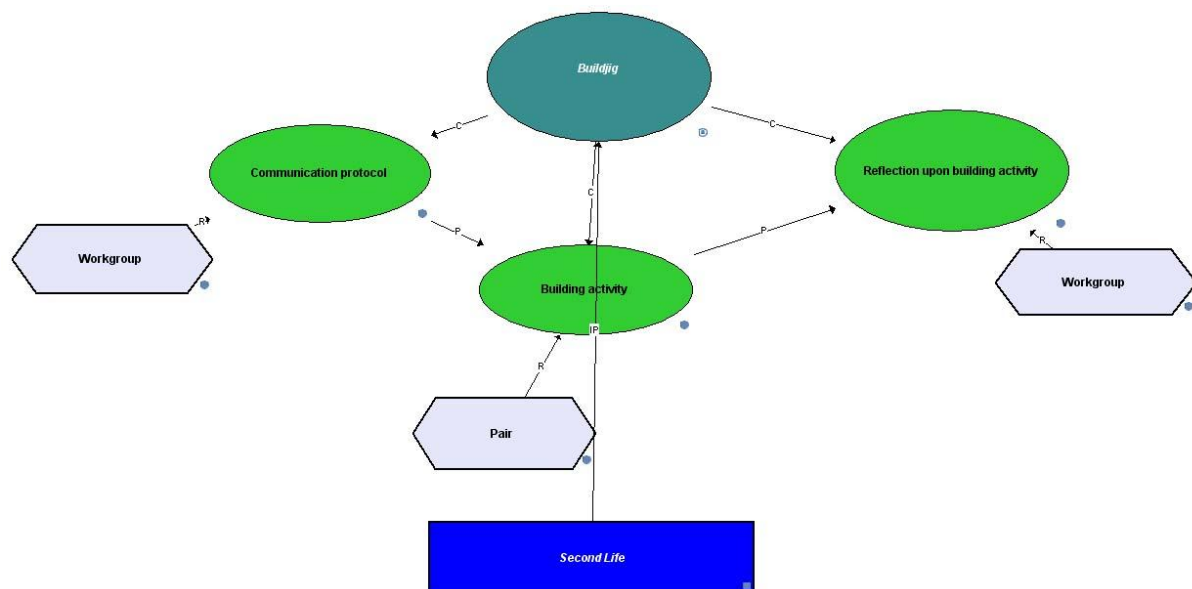 Buildjig
C
C
Communication protocol
Reflection upon building activity
R
P
C
P
R
Workgroup
Building activity
Workgroup
IP
R
Pair
Second Life